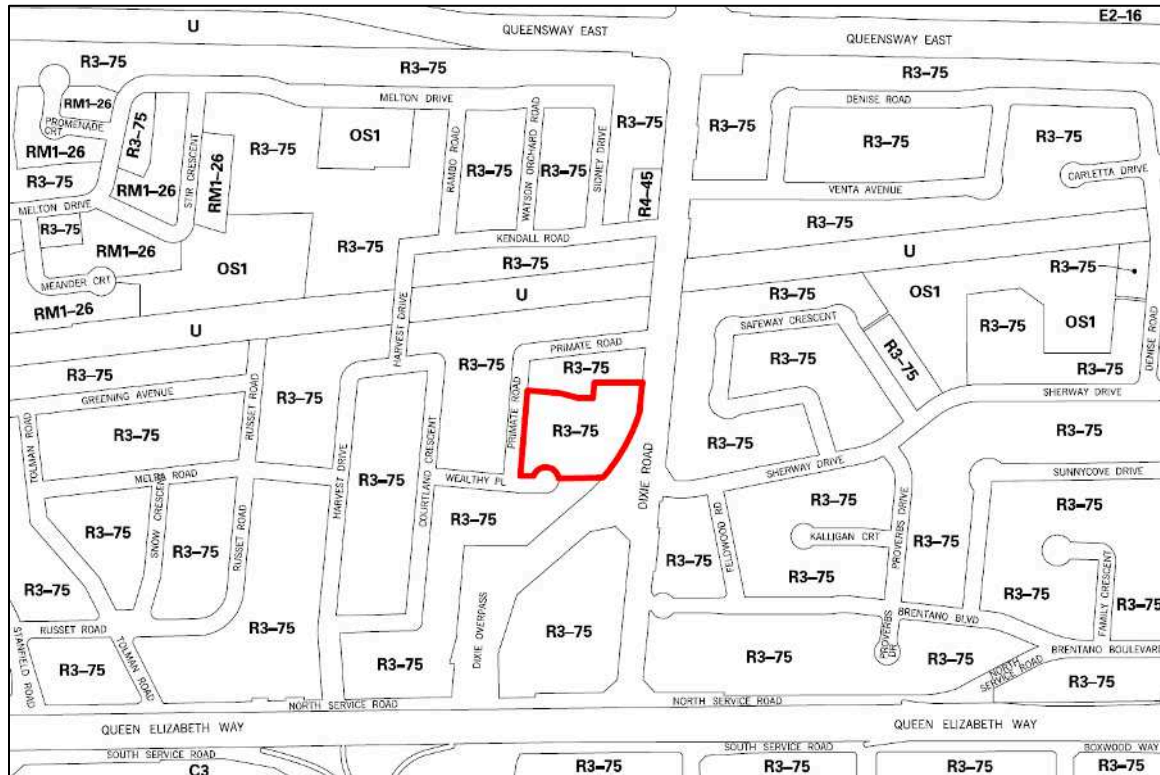 E2–16
U
QUEENSWAY EAST
QUEENSWAY EAST
R3–75
R3–75
R3–75
MELTON DRIVE
DENISE ROAD
RM1–26
PROMENADE CRT
R3–75
STIR CRESCENT
OS1
R3–75
R3–75
R3–75
R3–75
R3–75
RM1–26
RM1–26
RM1–26
R3–75
RAMBO ROAD
R3–75
WATSON ORCHARD ROAD
R3–75
SIDNEY DRIVE
R4–45
VENTA AVENUE
CARLETTA DRIVE
R3–75
MELTON DRIVE
R3–75
RM1–26
OS1
R3–75
KENDALL ROAD
R3–75
R3–75
U
MEANDER CRT
RM1–26
U
U
HARVEST DRIVE
R3–75
OS1
R3–75
SAFEWAY CRESCENT
R3–75
R3–75
OS1
DENISE ROAD
PRIMATE ROAD
R3–75
R3–75
R3–75
R3–75
R3–75
R3–75
GREENING AVENUE
R3–75
SHERWAY DRIVE
TOLMAN ROAD
R3–75
RUSSET ROAD
R3–75
COURTLAND CRESCENT
PRIMATE ROAD
R3–75
R3–75
R3–75
MELBA ROAD
HARVEST DRIVE
WEALTHY PL
DIXIE ROAD
SHERWAY DRIVE
SUNNYCOVE DRIVE
R3–75
SNOW CRESCENT
R3–75
RUSSET ROAD
R3–75
R3–75
FELDWOOD RD
R3–75
KALLIGAN CRT
PROVERBS DRIVE
R3–75
R3–75
R3–75
R3–75
R3–75
FAMILY CRESCENT
R3–75
BRENTANO BLVD
STANFIELD ROAD
RUSSET ROAD
TOLMAN ROAD
R3–75
R3–75
R3–75
DIXIE OVERPASS
R3–75
R3–75
PROVERBS DR
R3–75
NORTH SERVICE ROAD
BRENTANO BOULEVARD
R3–75
NORTH SERVICE ROAD
NORTH SERVICE ROAD
QUEEN ELIZABETH WAY
QUEEN ELIZABETH WAY
SOUTH SERVICE ROAD
SOUTH SERVICE ROAD
BOXWOOD WAY
C3
R3–75
R3–75
R3–75
R3–75